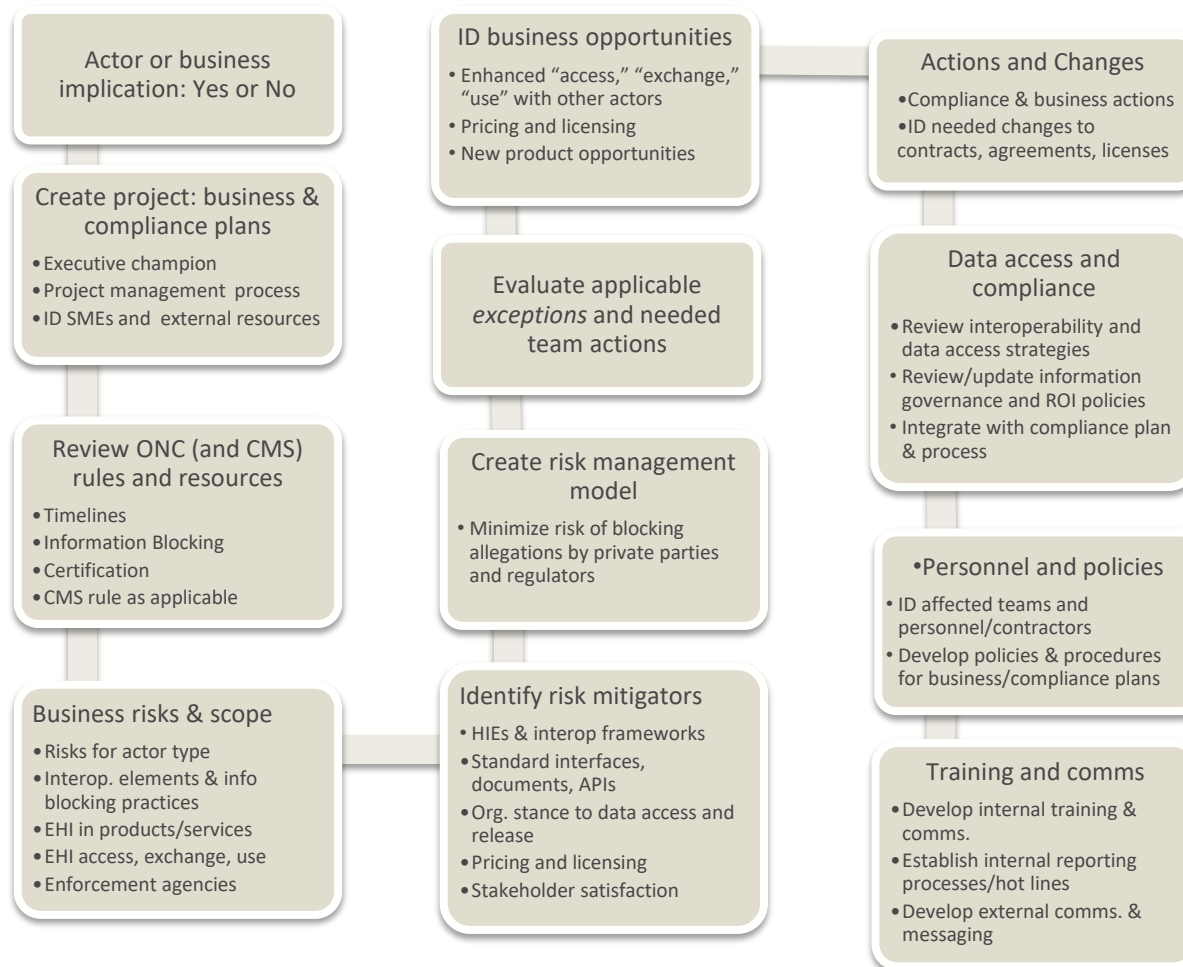 Actor or business
implication: Yes or No
Create project: business &
compliance plans
•Executive champion
•Project management process
•ID SMEs and external resources
Review ONC (and CMS)
rules and resources
•Timelines
•Information Blocking
•Certification
•CMS rule as applicable
Business risks & scope
•Risks for actor type
•Interop. elements & info
blocking practices
•EHI in products/services
•EHI access, exchange, use
•Enforcement agencies
Identify risk mitigators
• HIEs & interop frameworks
•Standard interfaces,
documents, APIs
•Org. stance to data access and
release
•Pricing and licensing
•Stakeholder satisfaction
Create risk management
model
• Minimize risk of blocking
allegations by private parties
and regulators
Evaluate applicable
exceptions and needed
team actions
ID business opportunities
• Enhanced “access,” “exchange,”
“use” with other actors
• Pricing and licensing
• New product opportunities
Actions and Changes
•Compliance & business actions
•ID needed changes to
contracts, agreements, licenses
Data access and
compliance
•Review interoperability and
data access strategies
• Review/update information
governance and ROI policies
• Integrate with compliance plan
& process
•Personnel and policies
• ID affected teams and
personnel/contractors
• Develop policies & procedures
for business/compliance plans
Training and comms
•Develop internal training &
comms.
•Establish internal reporting
processes/hot lines
•Develop external comms. &
messaging